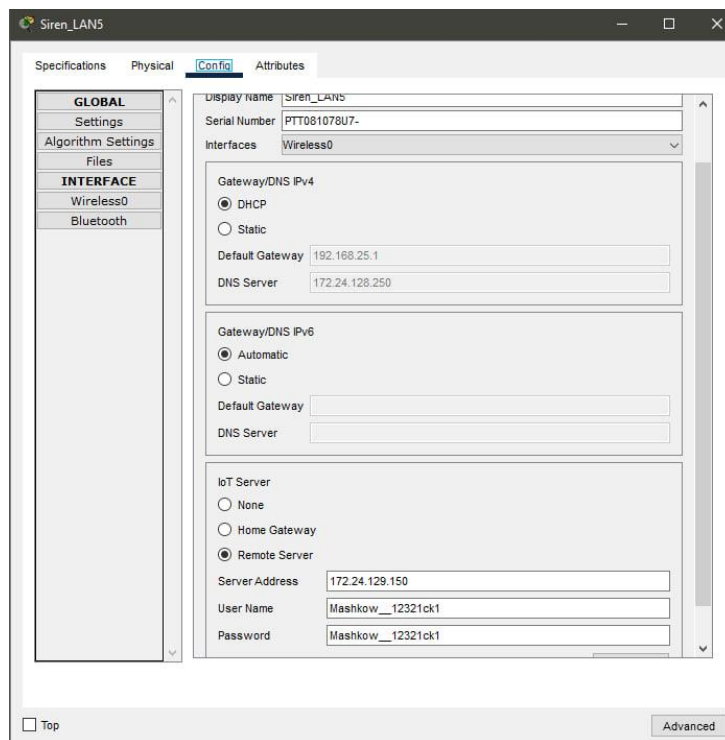 Siren_LAN5
Specifications Physical Config Attributes
GLOBAL
Settings
Algorithm Settings
Files
INTERFACE
Wireless0
Bluetooth
Display Name Siren_LAN5
Serial Number PTT081078U7-
Interfaces Wireless0
Gateway/DNS IPv4
DHCP
Static
Default Gateway 192.168.25.1
DNS Server 172.24.128.250
Gateway/DNS IPv6
Automatic
Static
Default Gateway
DNS Server
IoT Server
None
Home Gateway
Remote Server
Server Address 172.24.129.150
User Name Mashkow__12321ck1
Password Mashkow__12321ck1
Top Advanced